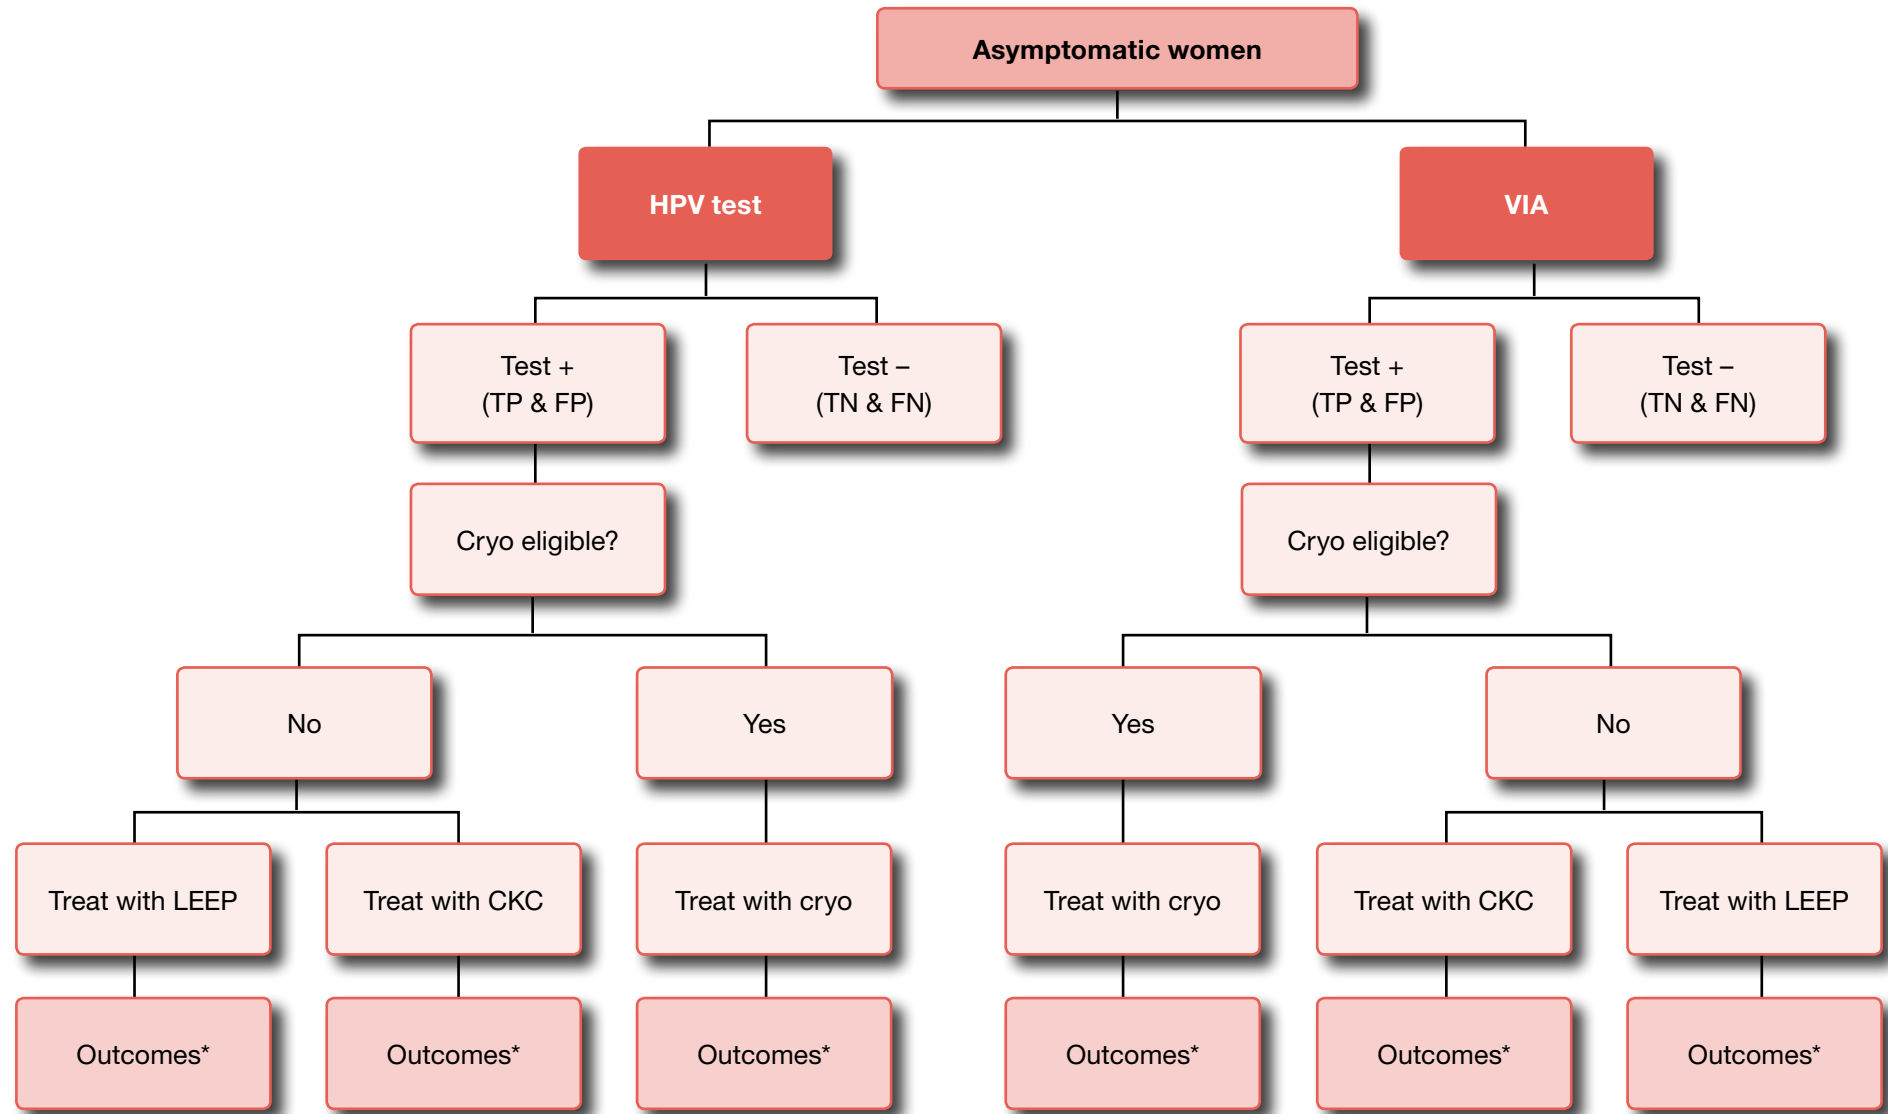 Asymptomatic women
HPV test
VIA
Test +
(TP & FP)
Test –
(TN & FN)
Test +
(TP & FP)
Test –
(TN & FN)
Cryo eligible?
Cryo eligible?
No
Yes
Yes
No
Treat with LEEP
Treat with CKC
Treat with cryo
Treat with cryo
Treat with CKC
Treat with LEEP
Outcomes*
Outcomes*
Outcomes*
Outcomes*
Outcomes*
Outcomes*